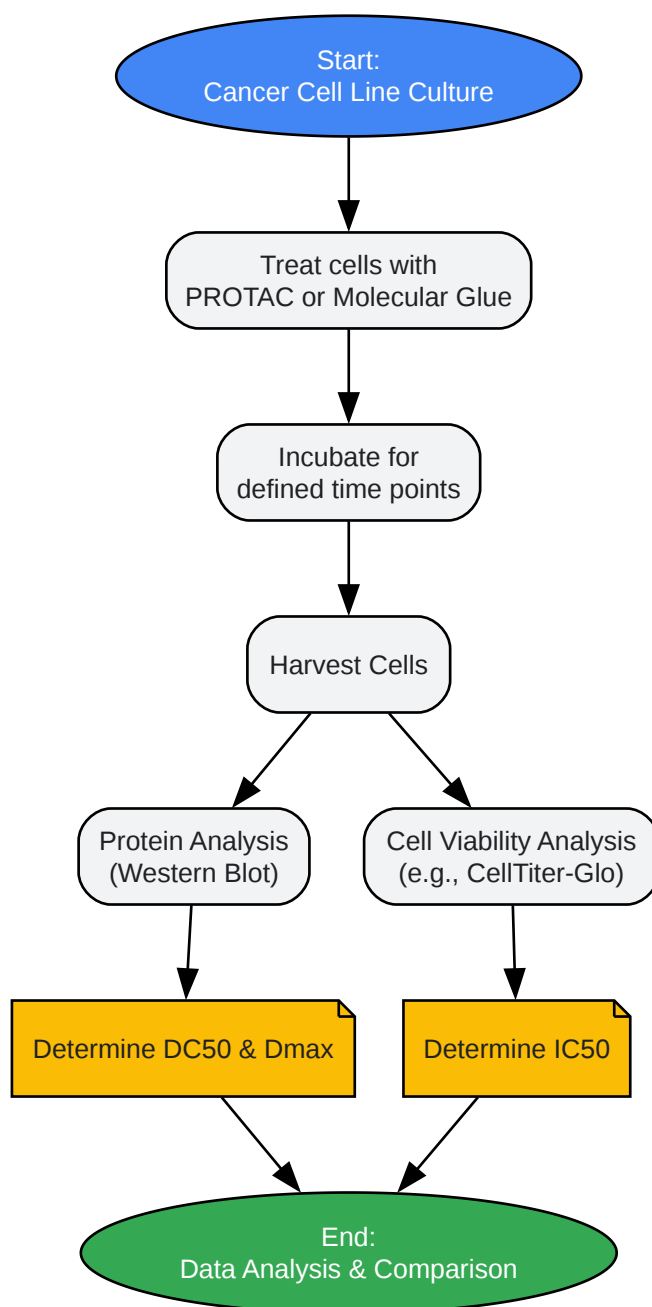 Start:
Cancer Cell Line Culture
Treat cells with
PROTAC or Molecular Glue
Incubate for
defined time points
Harvest Cells
Protein Analysis
(Western Blot)
Cell Viability Analysis
(e.g., CellTiter-Glo)
Determine DC50 & Dmax
Determine IC50
End:
Data Analysis & Comparison